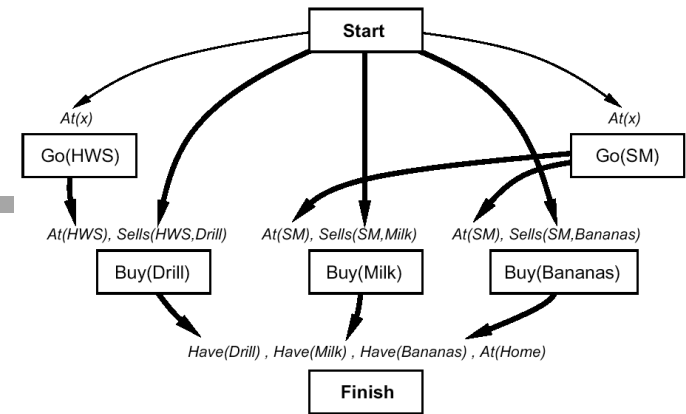 Start
At(x)
At(x)
Go(HWS)
Go(SM)
At(HWS), Sells(HWS,Drill)
At(SM), Sells(SM,Milk)
At(SM), Sells(SM,Bananas)
Buy(Drill)
Buy(Milk)
Buy(Bananas)
Have(Drill) , Have(Milk) , Have(Bananas) , At(Home)
Finish